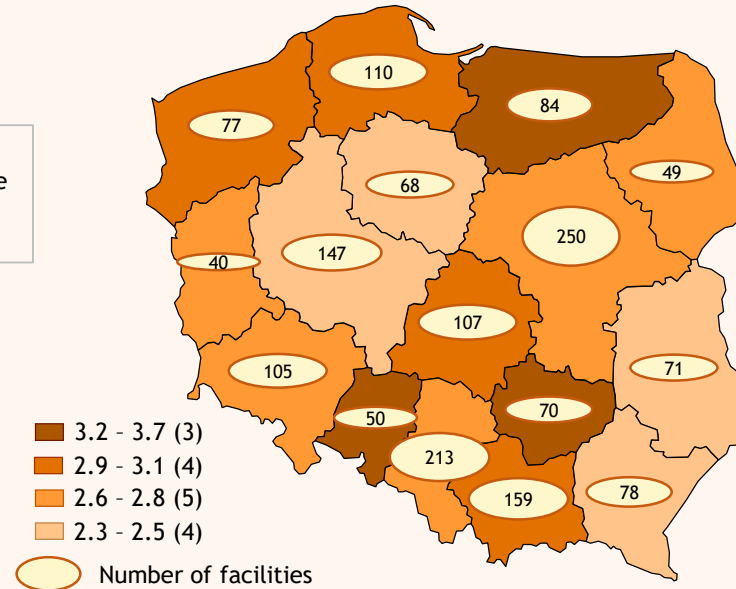 e
110
84
77
49
68
250
147
40
107
105
71
50
70
213
159
78
3.2 – 3.7 (3)
2.9 – 3.1 (4)
2.6 – 2.8 (5)
2.3 – 2.5 (4)
Number of facilities